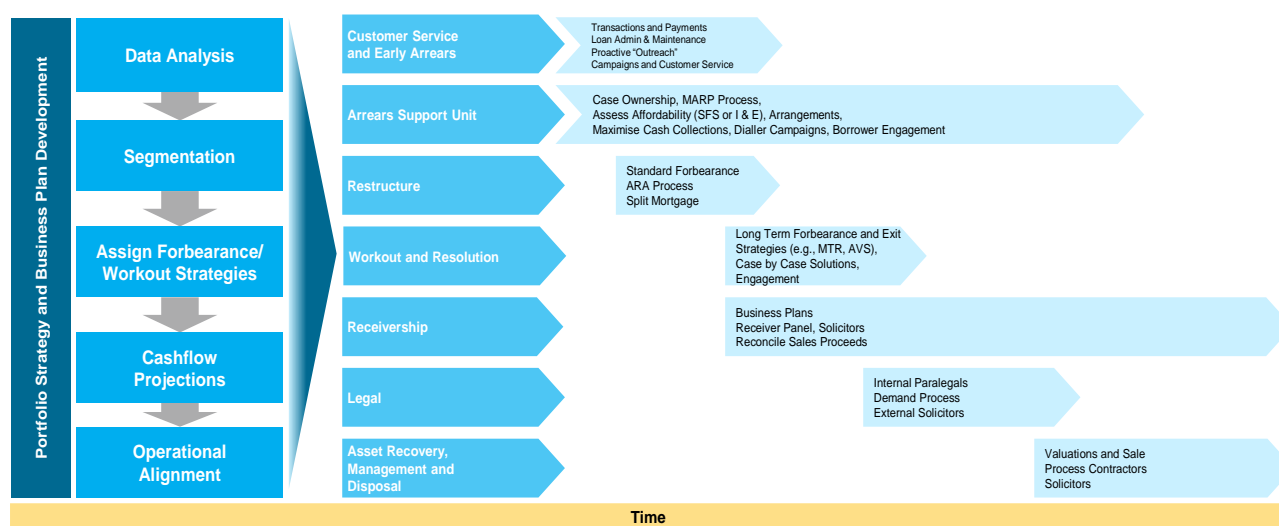 Portfolio Strategy and Business Plan Development
Data Analysis
Segmentation
Assign Forbearance/
Workout Strategies
Cashflow
Projections
Operational
Alignment
Customer Service
and Early Arrears
Transactions and Payments
Loan Admin & Maintenance
Proactive “Outreach”
Campaigns and Customer Service
Arrears Support Unit
Case Ownership, MARP Process,
Assess Affordability (SFS or I & E), Arrangements,
Maximise Cash Collections, Dialler Campaigns, Borrower Engagement
Restructure
Standard Forbearance
ARA Process
Split Mortgage
Workout and Resolution
Long Term Forbearance and Exit
Strategies (e.g., MTR, AVS),
Case by Case Solutions,
Engagement
Receivership
Business Plans
Receiver Panel, Solicitors
Reconcile Sales Proceeds
Legal
Internal Paralegals
Demand Process
External Solicitors
Asset Recovery,
Management and
Disposal
Valuations and Sale
Process Contractors
Solicitors
Time